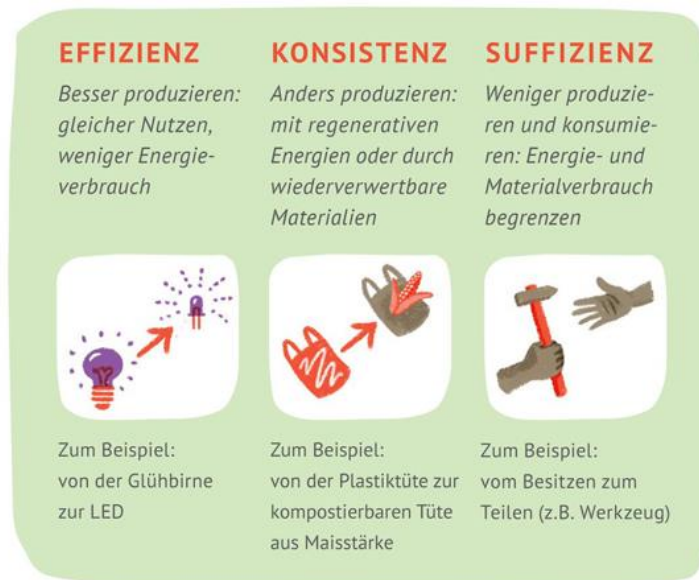 EFFIZIENZ
Besser produzieren:
gleicher Nutzen,
weniger Energie-
verbrauch
Zum Beispiel:
von der Glühbirne
zur LED
KONSISTENZ
Anders produzieren:
mit regenerativen
Energien oder durch
wiederverwertbare
Materialien
Zum Beispiel:
von der Plastiktüte zur
kompostierbaren Tüte
aus Maisstärke
SUFFIZIENZ
Weniger produzie-
ren und konsumie-
ren: Energie- und
Materialverbrauch
begrenzen
Zum Beispiel:
vom Besitzen zum
Teilen (z.B. Werkzeug)